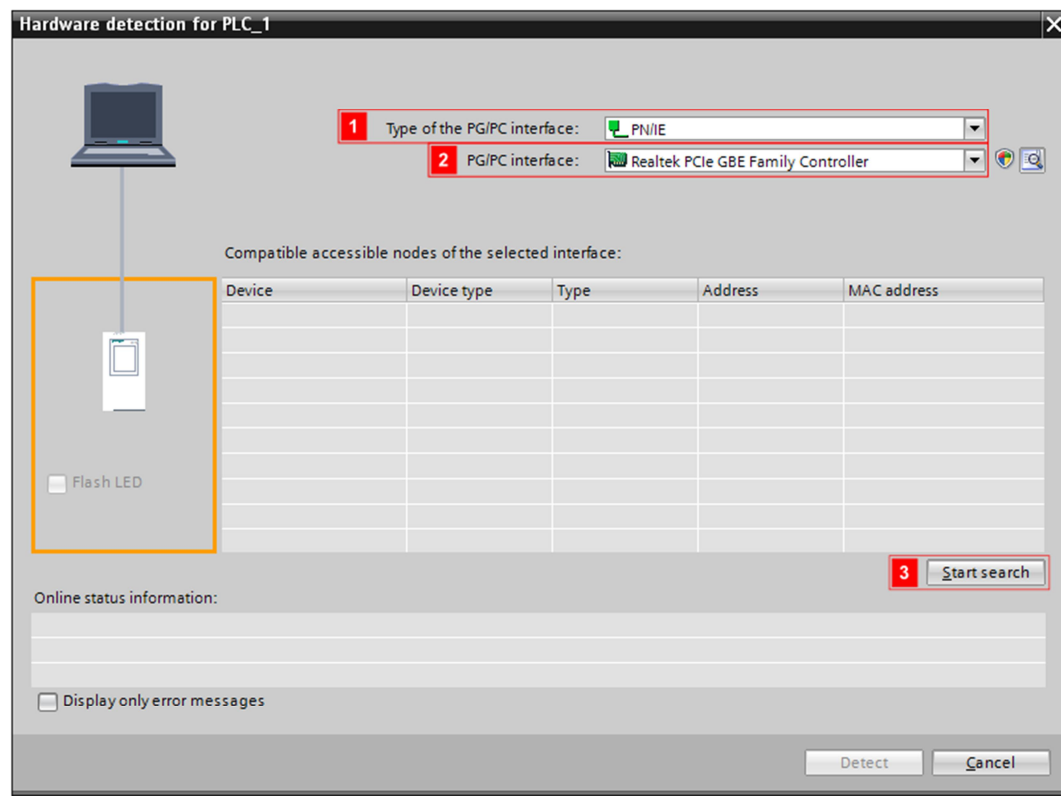 Hardware detection for PLC_1
1 Type of the PG/PC interface: PN/IE
2 PG/PC interface: Realtek PCIe GBE Family Controller
Compatible accessible nodes of the selected interface:
Device Device type Type Address MAC address
Flash LED
3 Start search
Online status information:
Display only error messages
Detect Cancel